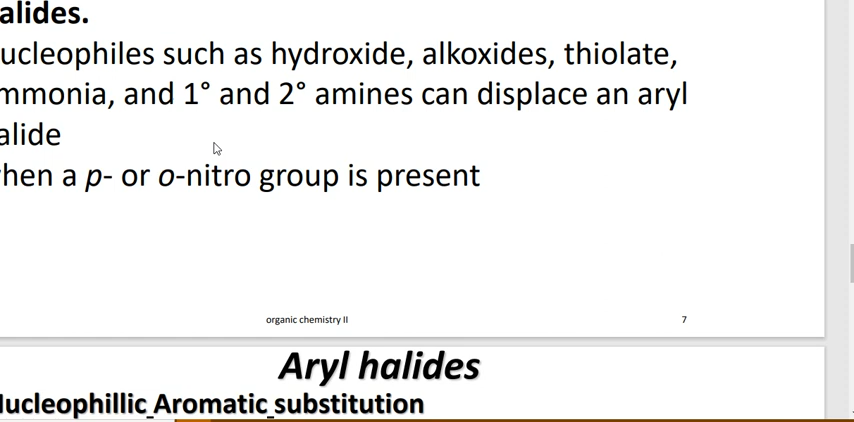 alides.
ucleophiles such as hydroxide, alkoxides, thiolate,
mmonia, and 1° and 2° amines can displace an aryl
alide
hen a p- or o-nitro group is present
organic chemistry II
7
Aryl halides
Nucleophillic Aromatic substitution